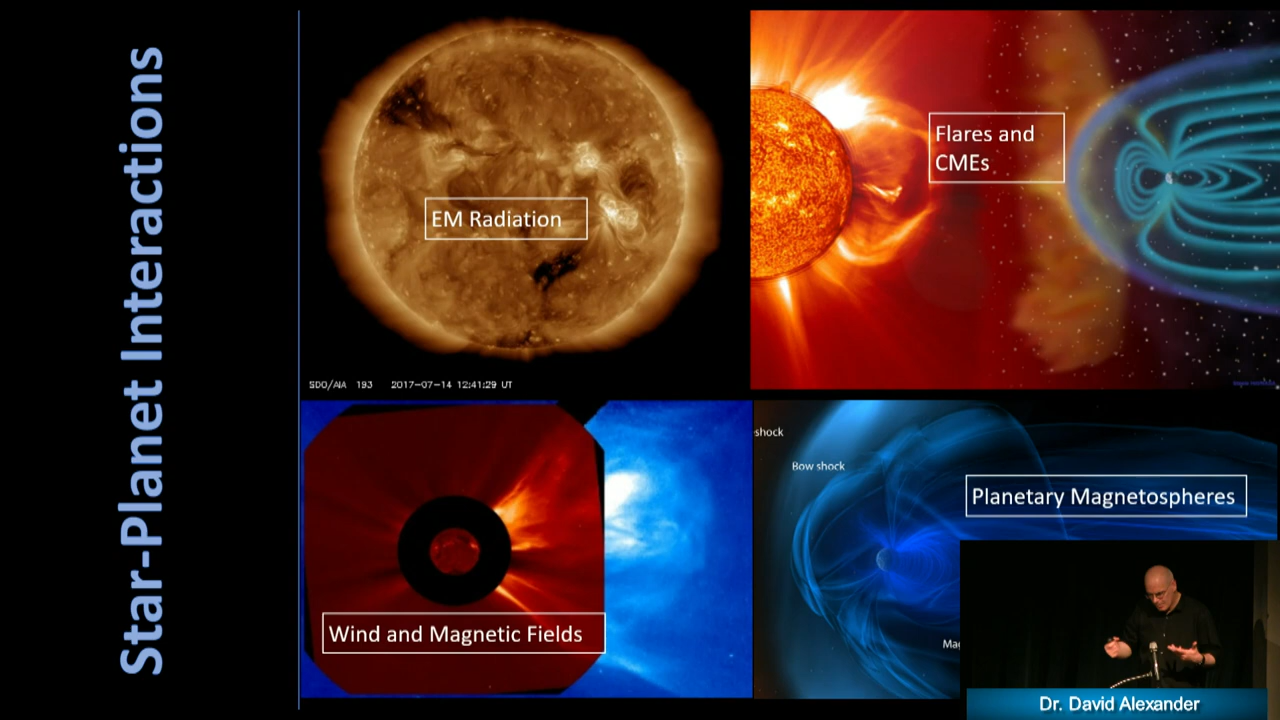 Star-Planet Interactions
EM Radiation
SDO/AIA 193 2017-07-14 12:41:29 UT
Flares and
CMEs
Wind and Magnetic Fields
shock
Bow shock
Planetary Magnetospheres
Dr. David Alexander